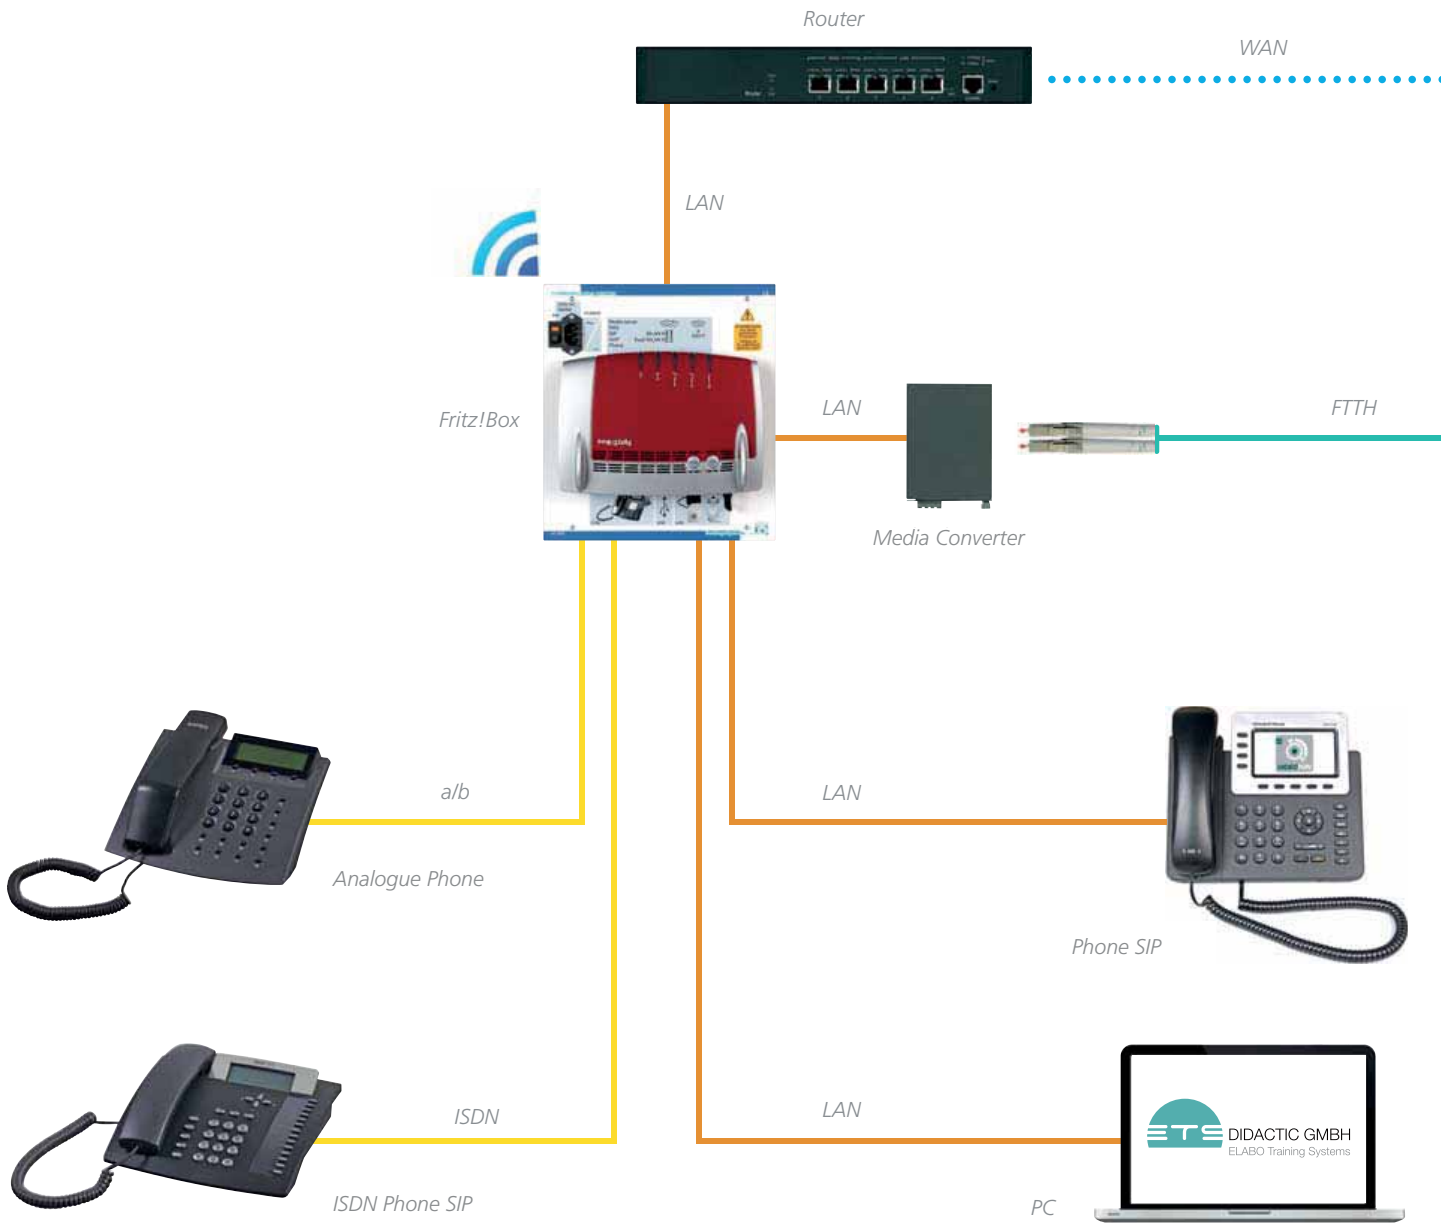 Router
WAN
LAN
Fritz!Box
LAN
FTTH
Media Converter
a/b
LAN
Analogue Phone
Phone SIP
ISDN
LAN
ETS
DIDACTIC GMBH
ELABO Training Systems
ISDN Phone SIP
PC